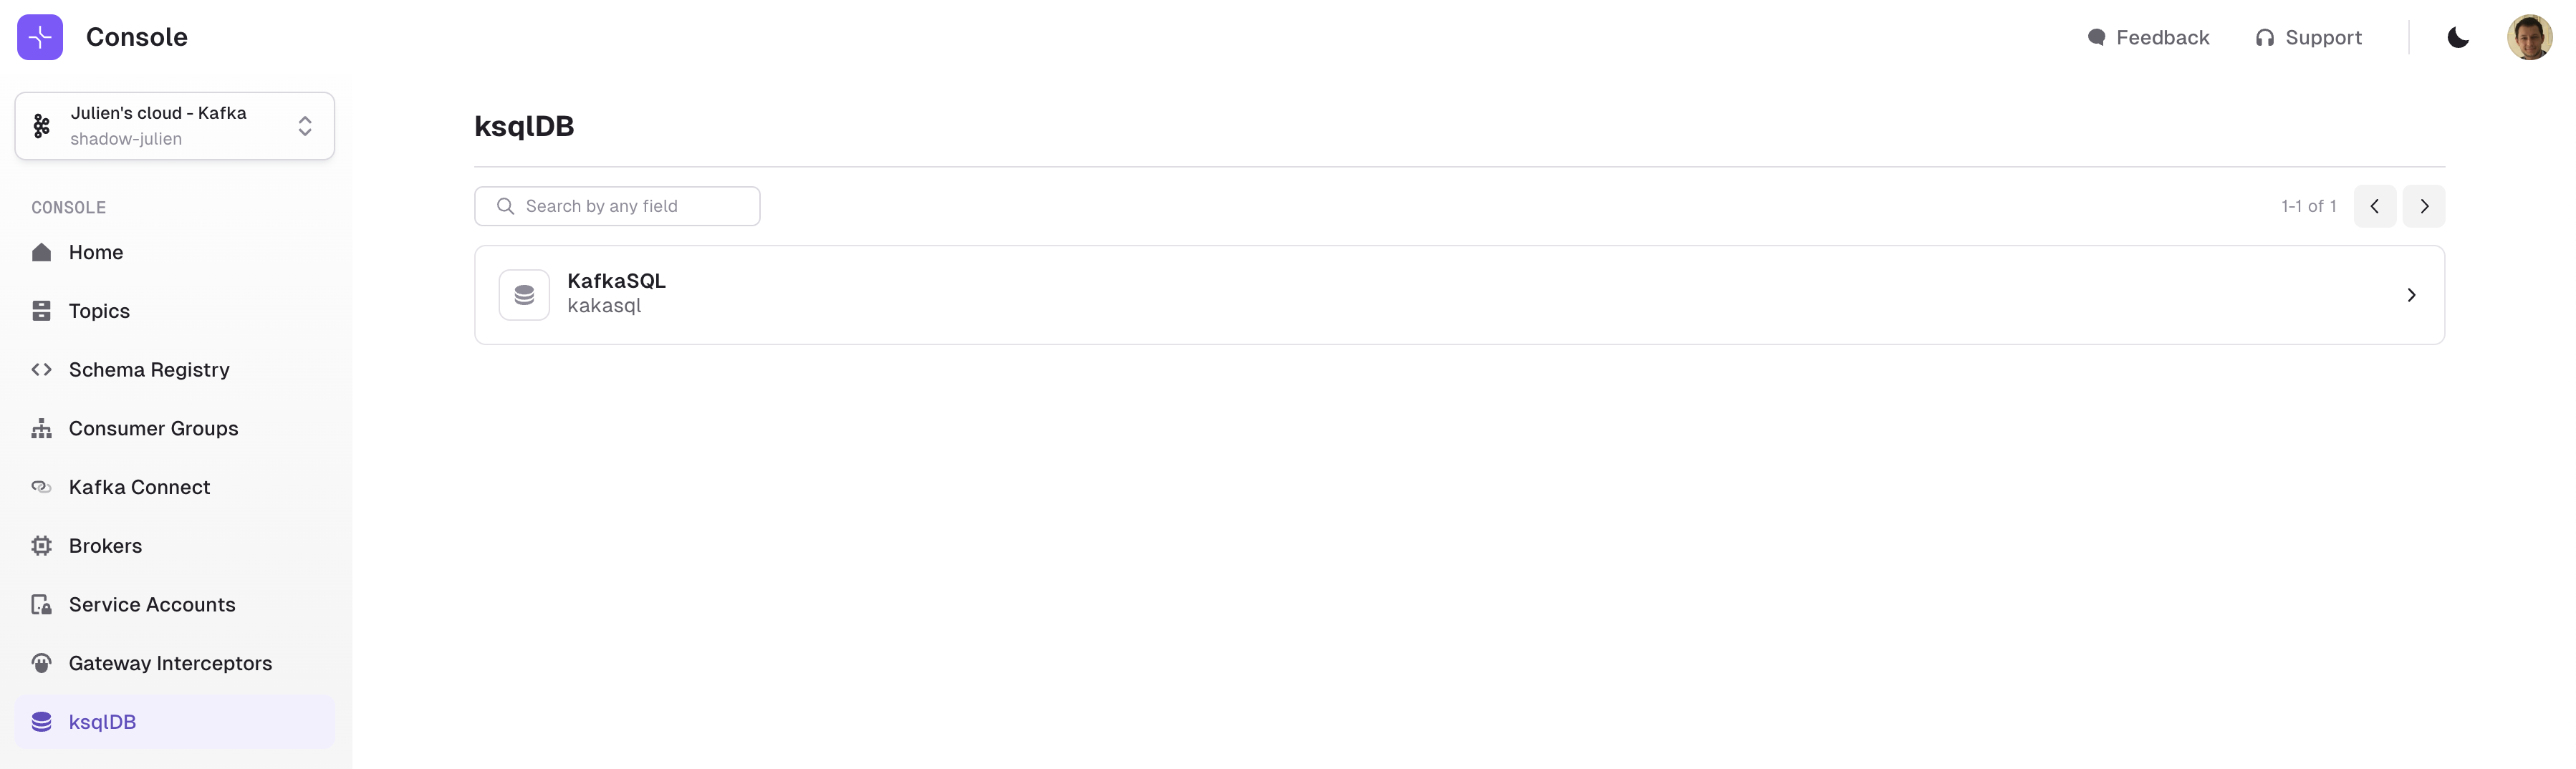 Console
Feedback
Support
Julien's cloud - Kafka
shadow-julien
CONSOLE
Home
Topics
Schema Registry
Consumer Groups
Kafka Connect
Brokers
Service Accounts
Gateway Interceptors
ksqlDB
ksqlDB
Search by any field
1-1 of 1
KafkaSQL
kakasql